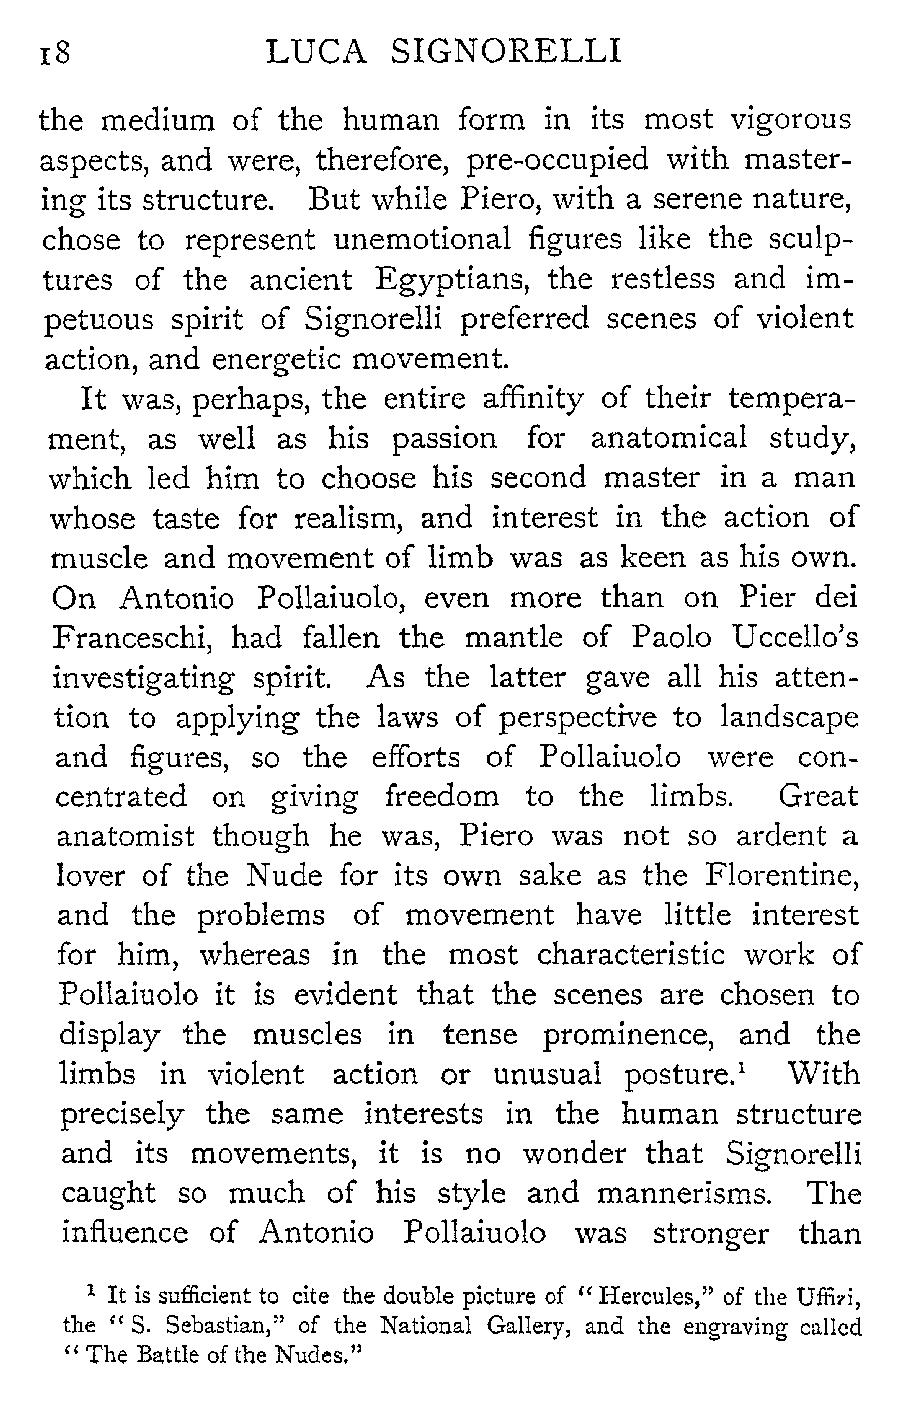 18 LUCA SIGNORELLI
the medium of the human form in its most vigorous
aspects, and were, therefore, pre-occupied with master-
ing its structure. But while Piero, with a serene nature,
chose to represent unemotional figures like the sculp-
tures of the ancient Egyptians, the restless and im-
petuous spirit of Signorelli preferred scenes of violent
action, and energetic movement.
It was, perhaps, the entire affinity of their tempera-
ment, as well as his passion for anatomical study,
which led him to choose his second master in a man
whose taste for realism, and interest in the action of
muscle and movement of limb was as keen as his own.
On Antonio Pollaiuolo, even more than on Pier dei
Franceschi, had fallen the mantle of Paolo Uccello's
investigating spirit. As the latter gave all his atten-
tion to applying the laws of perspective to landscape
and figures, so the efforts of Pollaiuolo were con-
centrated on giving freedom to the limbs. Great
anatomist though he was, Piero was not so ardent a
lover of the Nude for its own sake as the Florentine,
and the problems of movement have little interest
for him, whereas in the most characteristic work of
Pollaiuolo it is evident that the scenes are chosen to
display the muscles in tense prominence, and the
limbs in violent action or unusual posture.¹ With
precisely the same interests in the human structure
and its movements, it is no wonder that Signorelli
caught so much of his style and mannerisms. The
influence of Antonio Pollaiuolo was stronger than
¹ It is sufficient to cite the double picture of "Hercules," of the Uffizi,
the "S. Sebastian," of the National Gallery, and the engraving called
"The Battle of the Nudes."